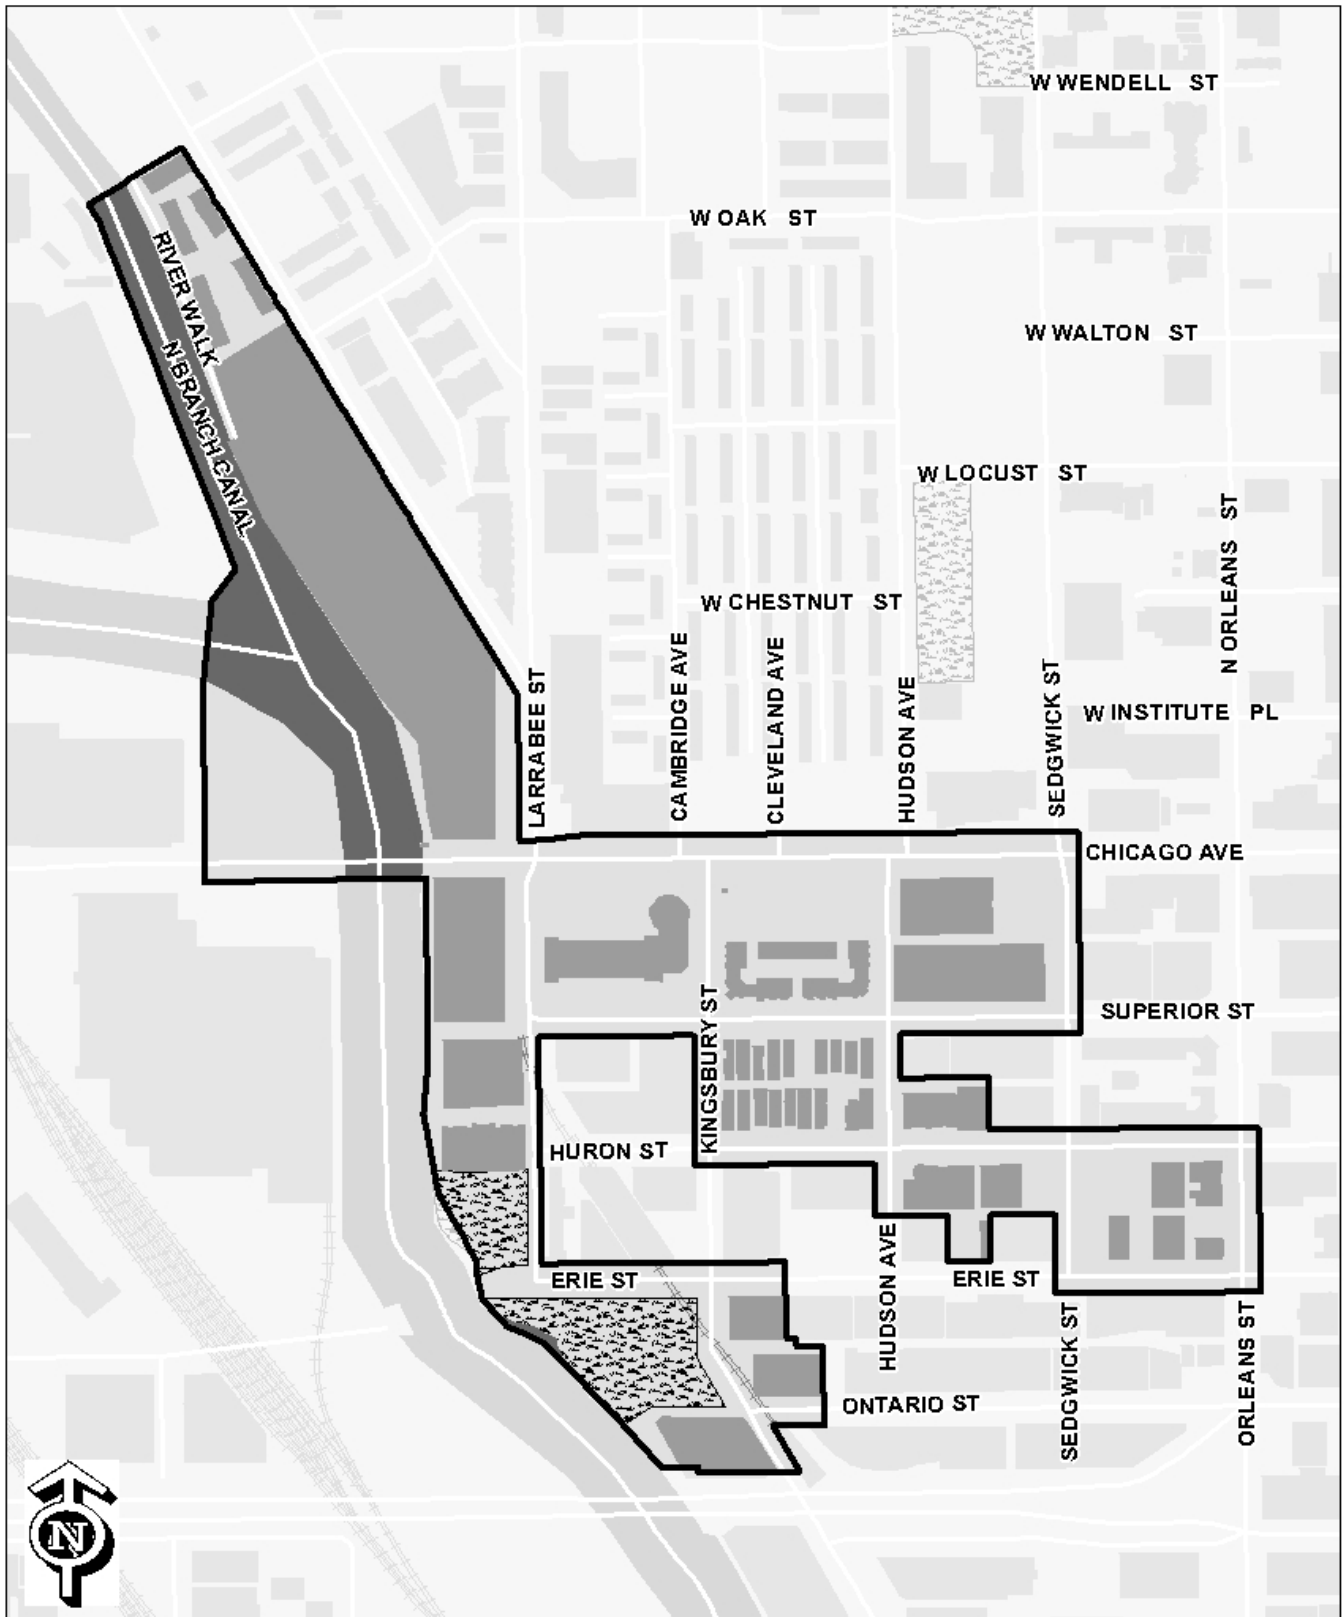 W WENDELL ST
W OAK ST
RIVER WALK
W WALTON ST
N BRANCH CANAL
W LOCUST ST
N ORLEANS ST
W CHESTNUT ST
LARRABEE ST
CAMBRIDGE AVE
CLEVELAND AVE
HUDSON AVE
SEDGWICK ST
W INSTITUTE PL
CHICAGO AVE
SUPERIOR ST
KINGSBURY ST
HURON ST
ERIE ST
HUDSON AVE
ERIE ST
SEDGWICK ST
ORLEANS ST
ONTARIO ST
N